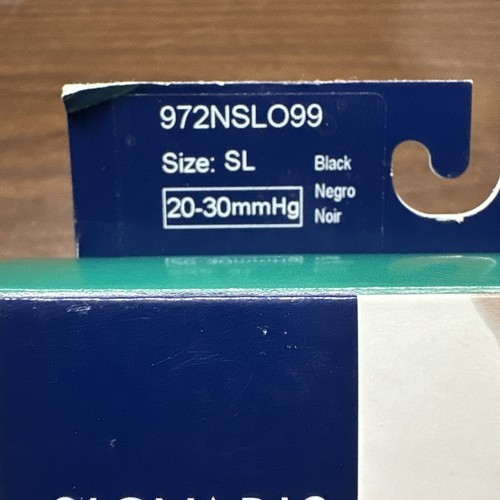 972NSLO99
Size: SL
20-30mmHg
Black
Negro
Noir